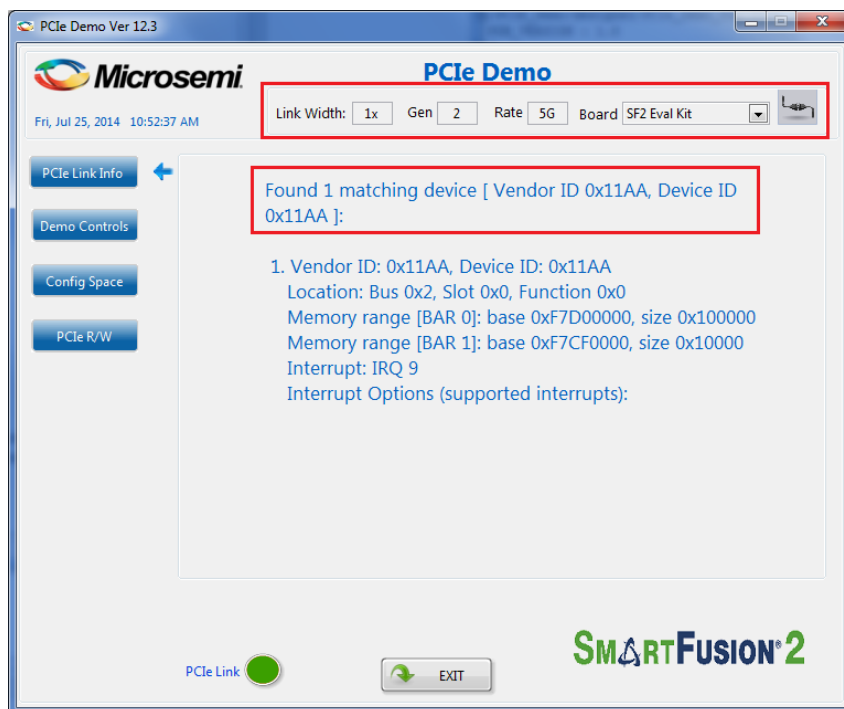 PCIe Demo Ver 12.3
Microsemi.
PCIe Demo
Link Width: 1x Gen 2 Rate 5G Board SF2 Eval Kit
Fri, Jul 25, 2014 10:52:37 AM
PCIe Link Info
Demo Controls
Config Space
PCIe R/W
Found 1 matching device [ Vendor ID 0x11AA, Device ID
0x11AA ]:
1. Vendor ID: 0x11AA, Device ID: 0x11AA
Location: Bus 0x2, Slot 0x0, Function 0x0
Memory range [BAR 0]: base 0xF7D00000, size 0x100000
Memory range [BAR 1]: base 0xF7CF0000, size 0x10000
Interrupt: IRQ 9
Interrupt Options (supported interrupts):
SMARTFUSION®2
PCIe Link
EXIT